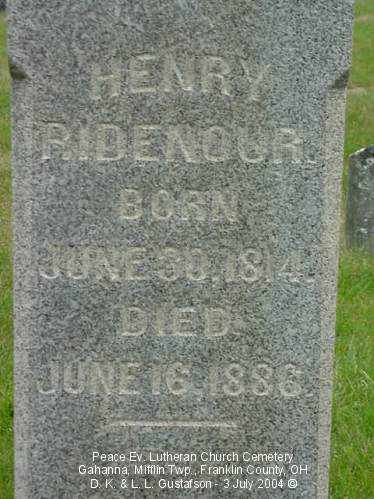 HENRY
RIDENOUR.
BORN
JUNE 30. 1814.
DIED
JUNE 16. 1886.
Peace Ev. Lutheran Church Cemetery
Gahanna, Mifflin Twp., Franklin County, OH
D. K. & L. L. Gustafson - 3 July 2004 ©